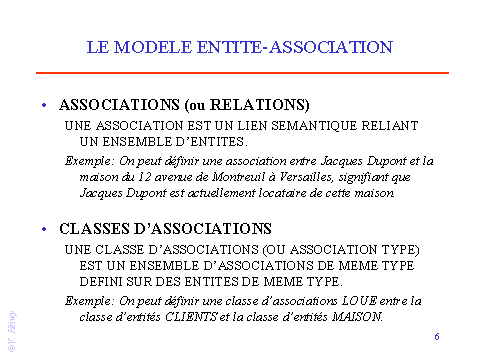 LE MODELE ENTITE-ASSOCIATION
• ASSOCIATIONS (ou RELATIONS)
UNE ASSOCIATION EST UN LIEN SEMANTIQUE RELIANT
UN ENSEMBLE D'ENTITES.
Exemple: On peut définir une association entre Jacques Dupont et la
maison du 12 avenue de Montreuil à Versailles, signifiant que
Jacques Dupont est actuellement locataire de cette maison.
• CLASSES D'ASSOCIATIONS
UNE CLASSE D'ASSOCIATIONS (OU ASSOCIATION TYPE)
EST UN ENSEMBLE D'ASSOCIATIONS DE MEME TYPE
DEFINI SUR DES ENTITES DE MEME TYPE.
Exemple: On peut définir une classe d'associations LOUE entre la
classe d'entités CLIENTS et la classe d'entités MAISON.
6